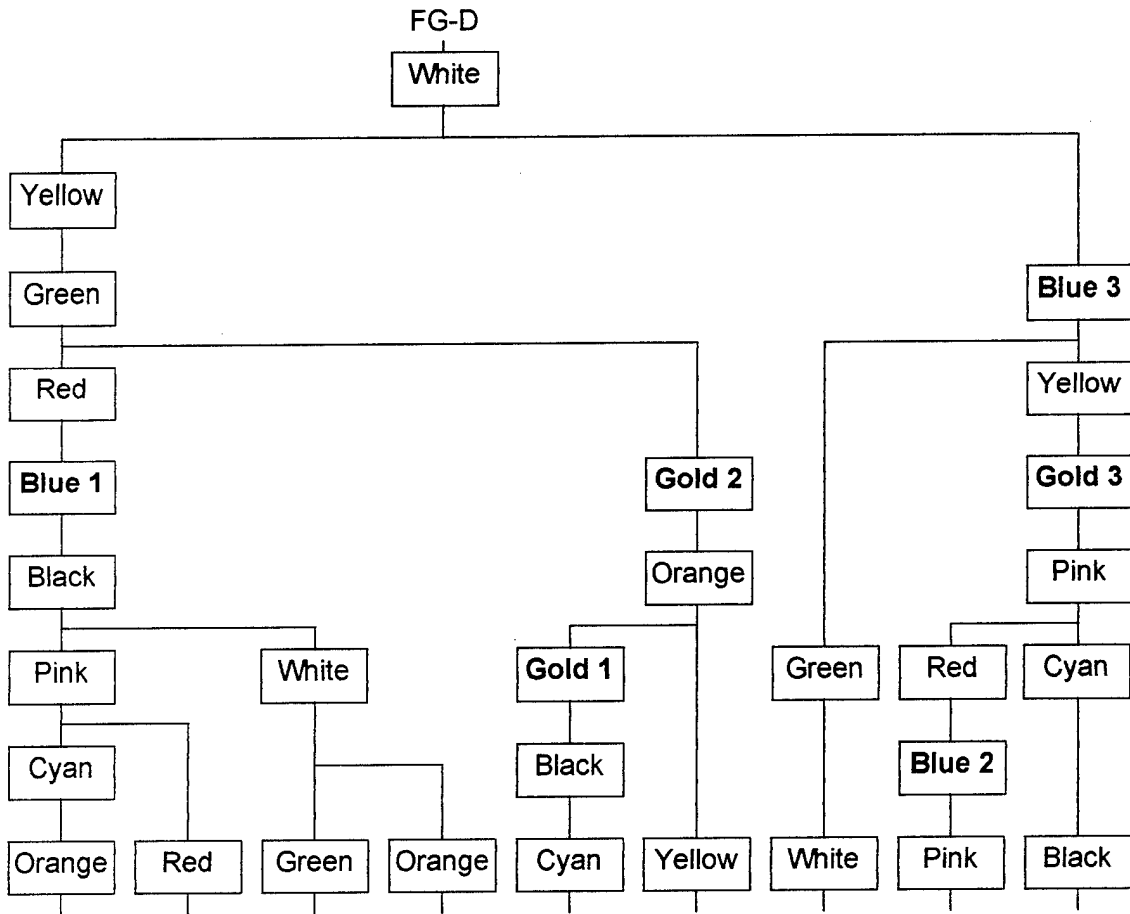 FG-D
White
Yellow
Green
Blue 3
Red
Yellow
Blue 1
Gold 2
Gold 3
Black
Orange
Pink
Pink
White
Gold 1
Green
Red
Cyan
Cyan
Black
Blue 2
Orange
Red
Green
Orange
Cyan
Yellow
White
Pink
Black